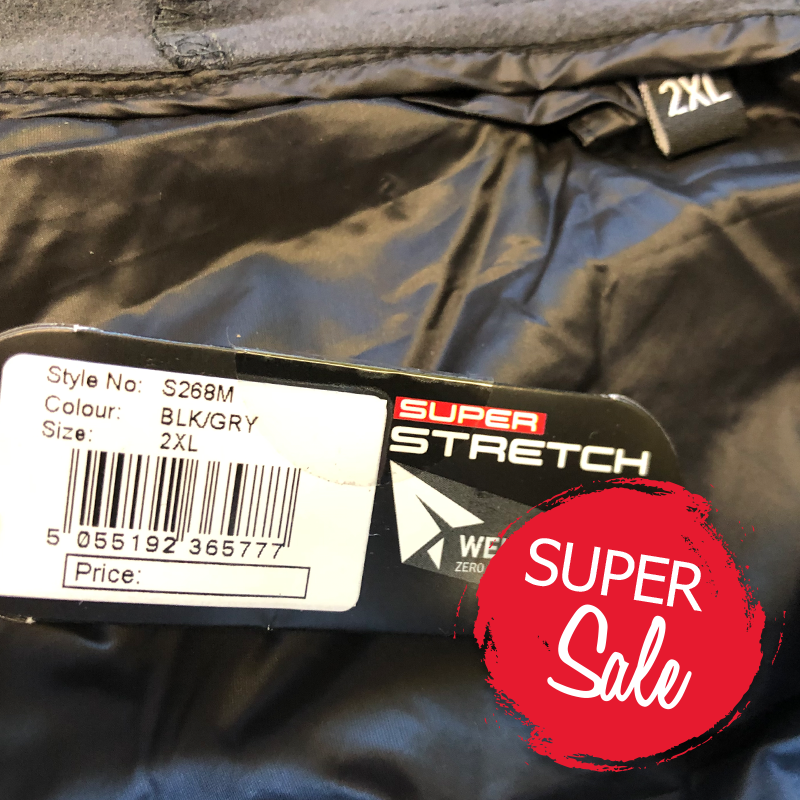 2XL
Style No: S268M
Colour: BLK/GRY
Size: 2XL
5 055192 365777
Price:
SUPER
STRETCH
ZERO
SUPER
Sale